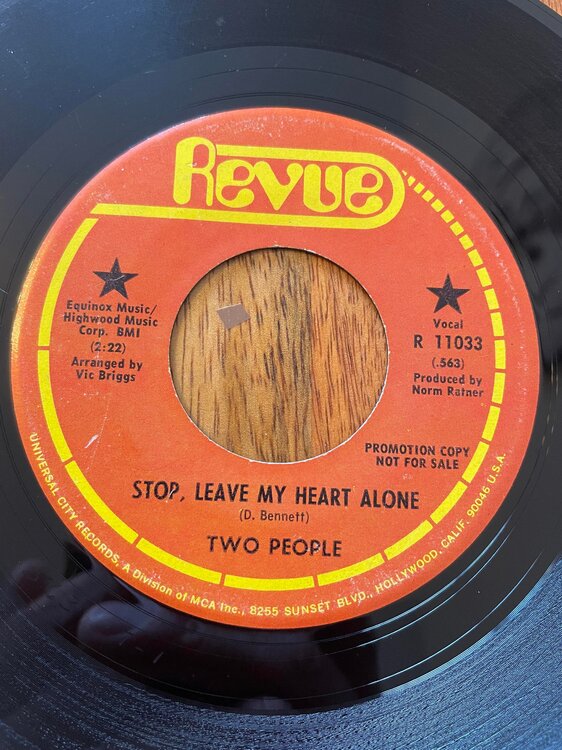 Revue
Equinox Music/
Highwood Music
Corp. BMI
(2:22)
Arranged by
Vic Briggs
Vocal
R 11033
(.563)
Produced by
Norm Ratner
PROMOTION COPY
NOT FOR SALE
STOP, LEAVE MY HEART ALONE
(D. Bennett)
TWO PEOPLE
UNIVERSAL CITY RECORDS, A Division of MCA Inc., 8255 SUNSET BLVD., HOLLYWOOD, CALIF. 90046 U.S.A.